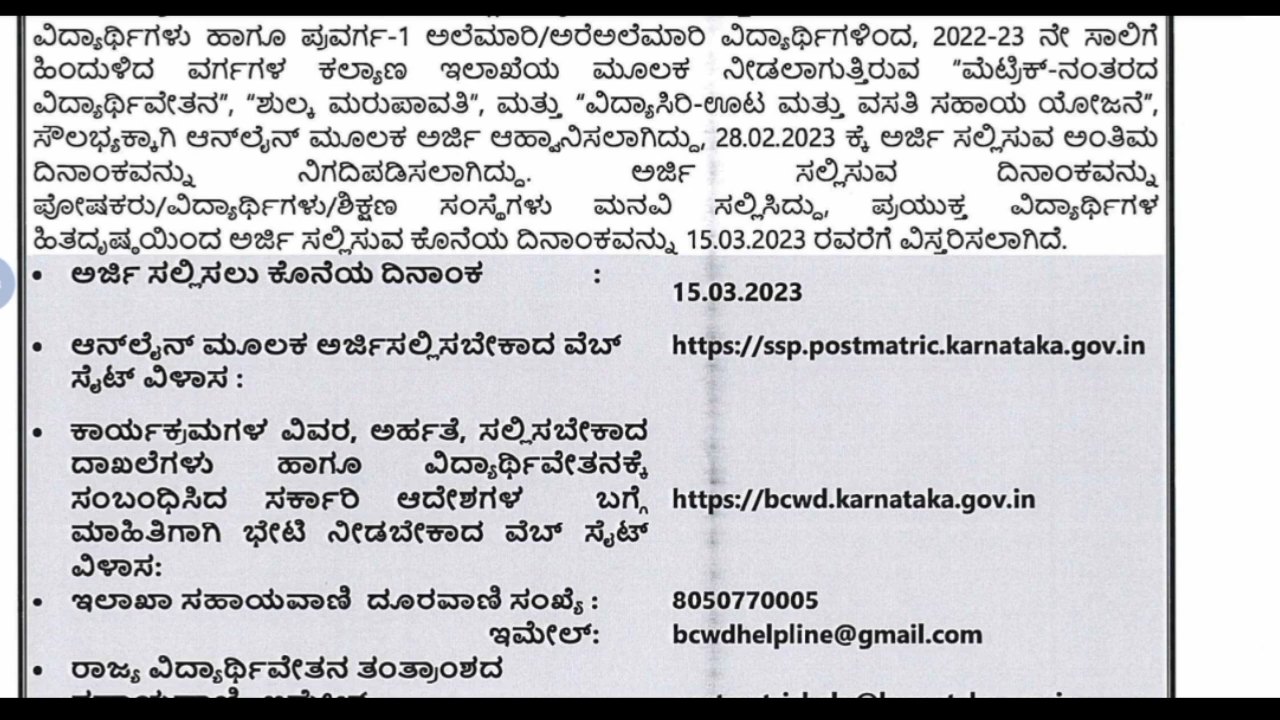 ವಿದ್ಯಾರ್ಥಿಗಳು ಹಾಗೂ ಪ್ರವರ್ಗ-1 ಅಲೆಮಾರಿ/ಅರೆಅಲೆಮಾರಿ ವಿದ್ಯಾರ್ಥಿಗಳಿಂದ, 2022-23 ನೇ ಸಾಲಿಗೆ
ಹಿಂದುಳಿದ ವರ್ಗಗಳ ಕಲ್ಯಾಣ ಇಲಾಖೆಯ ಮೂಲಕ ನೀಡಲಾಗುತ್ತಿರುವ “ಮೆಟ್ರಿಕ್-ನಂತರದ
ವಿದ್ಯಾರ್ಥಿವೇತನ”, “ಶುಲ್ಕ ಮರುಪಾವತಿ”, ಮತ್ತು “ವಿದ್ಯಾಸಿರಿ-ಊಟ ಮತ್ತು ವಸತಿ ಸಹಾಯ ಯೋಜನೆ”,
ಸೌಲಭ್ಯಕ್ಕಾಗಿ ಆನ್‌ಲೈನ್ ಮೂಲಕ ಅರ್ಜಿ ಆಹ್ವಾನಿಸಲಾಗಿದ್ದು, 28.02.2023 ಕ್ಕೆ ಅರ್ಜಿ ಸಲ್ಲಿಸುವ ಅಂತಿಮ
ದಿನಾಂಕವನ್ನು ನಿಗದಿಪಡಿಸಲಾಗಿದ್ದು. ಅರ್ಜಿ ಸಲ್ಲಿಸುವ ದಿನಾಂಕವನ್ನು
ಪೋಷಕರು/ವಿದ್ಯಾರ್ಥಿಗಳು/ಶಿಕ್ಷಣ ಸಂಸ್ಥೆಗಳು ಮನವಿ ಸಲ್ಲಿಸಿದ್ದು, ಪ್ರಯುಕ್ತ ವಿದ್ಯಾರ್ಥಿಗಳ
ಹಿತದೃಷ್ಠಿಯಿಂದ ಅರ್ಜಿ ಸಲ್ಲಿಸುವ ಕೊನೆಯ ದಿನಾಂಕವನ್ನು 15.03.2023 ರವರೆಗೆ ವಿಸ್ತರಿಸಲಾಗಿದೆ.
• ಅರ್ಜಿ ಸಲ್ಲಿಸಲು ಕೊನೆಯ ದಿನಾಂಕ :
15.03.2023
• ಆನ್‌ಲೈನ್ ಮೂಲಕ ಅರ್ಜಿಸಲ್ಲಿಸಬೇಕಾದ ವೆಬ್ https://ssp.postmatric.karnataka.gov.in
ಸೈಟ್ ವಿಳಾಸ :
• ಕಾರ್ಯಕ್ರಮಗಳ ವಿವರ, ಅರ್ಹತೆ, ಸಲ್ಲಿಸಬೇಕಾದ
ದಾಖಲೆಗಳು ಹಾಗೂ ವಿದ್ಯಾರ್ಥಿವೇತನಕ್ಕೆ
ಸಂಬಂಧಿಸಿದ ಸರ್ಕಾರಿ ಆದೇಶಗಳ ಬಗ್ಗೆ https://bcwd.karnataka.gov.in
ಮಾಹಿತಿಗಾಗಿ ಭೇಟಿ ನೀಡಬೇಕಾದ ವೆಬ್ ಸೈಟ್
ವಿಳಾಸ:
• ಇಲಾಖಾ ಸಹಾಯವಾಣಿ ದೂರವಾಣಿ ಸಂಖ್ಯೆ : 8050770005
ಇಮೇಲ್: bcwdhelpline@gmail.com
• ರಾಜ್ಯ ವಿದ್ಯಾರ್ಥಿವೇತನ ತಂತ್ರಾಂಶದ